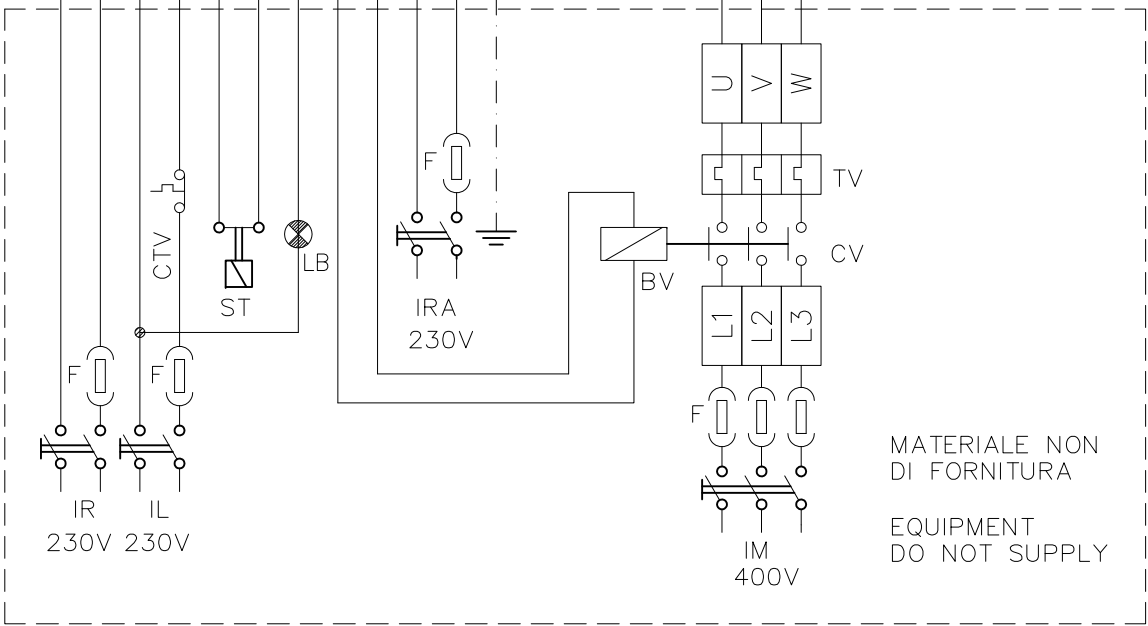 U
V
W
F
TV
CTV
LB
CV
ST
BV
IRA
230V
L1
L2
L3
F
F
F
MATERIALE NON
DI FORNITURA
IR
IL
230V
230V
EQUIPMENT
DO NOT SUPPLY
IM
400V